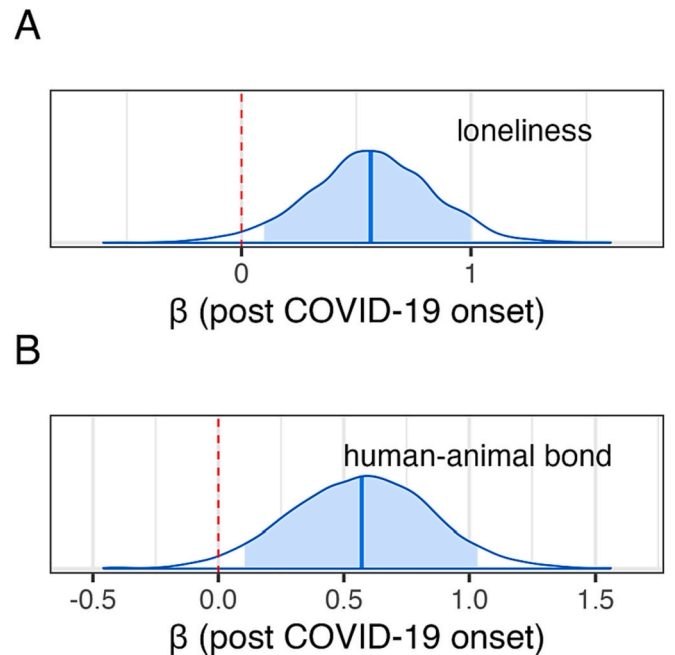 A
loneliness
0 1
β (post COVID-19 onset)
B
human-animal bond
-0.5 0.0 0.5 1.0 1.5
β (post COVID-19 onset)